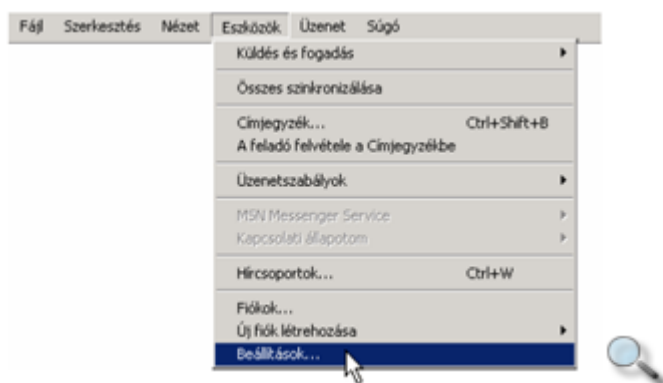 Fájl Szerkesztés Nézet Eszközök Üzenet Súgó
Küldés és fogadás
Összes szinkronizálása
Címjegyzék... Ctrl+Shift+B
A feladó felvétele a Címjegyzékbe
Üzenetszabályok
MSN Messenger Service
Kapcsolati állapotom
Hírcsoportok... Ctrl+W
Fiókok...
Új fiók létrehozása
Beállítások...